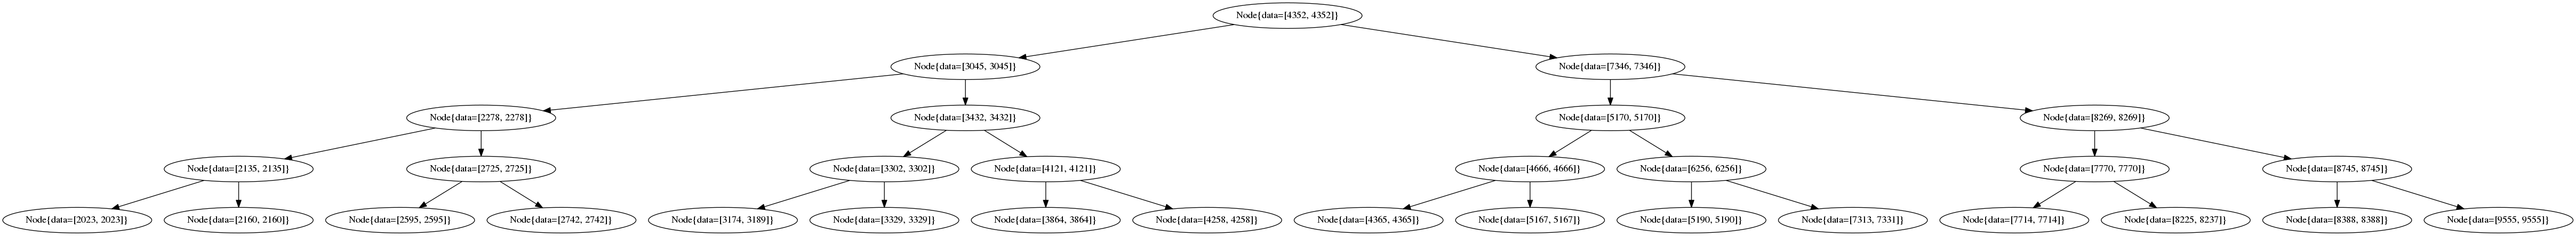 Node{data=[4352, 4352]}
Node{data=[3045, 3045]}
Node{data=[7346, 7346]}
Node{data=[2278, 2278]}
Node{data=[3432, 3432]}
Node{data=[5170, 5170]}
Node{data=[8269, 8269]}
Node{data=[2135, 2135]}
Node{data=[2725, 2725]}
Node{data=[3302, 3302]}
Node{data=[4121, 4121]}
Node{data=[4666, 4666]}
Node{data=[6256, 6256]}
Node{data=[7770, 7770]}
Node{data=[8745, 8745]}
Node{data=[2023, 2023]}
Node{data=[2160, 2160]}
Node{data=[2595, 2595]}
Node{data=[2742, 2742]}
Node{data=[3174, 3189]}
Node{data=[3329, 3329]}
Node{data=[3864, 3864]}
Node{data=[4258, 4258]}
Node{data=[4365, 4365]}
Node{data=[5167, 5167]}
Node{data=[5190, 5190]}
Node{data=[7313, 7331]}
Node{data=[7714, 7714]}
Node{data=[8225, 8237]}
Node{data=[8388, 8388]}
Node{data=[9555, 9555]}